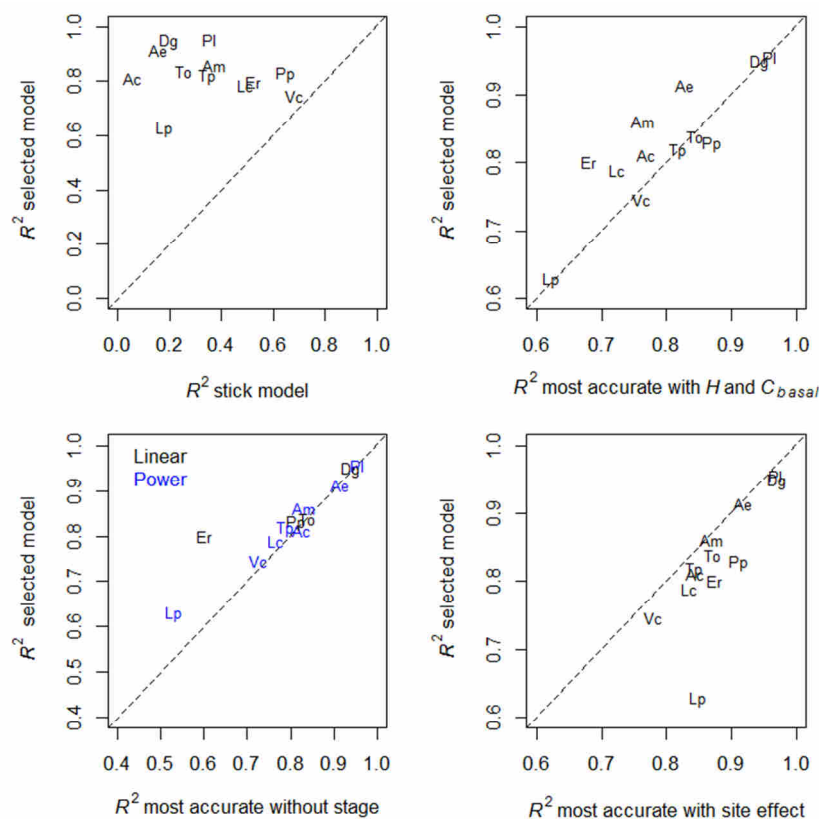 R² selected model
0.0 0.2 0.4 0.6 0.8 1.0
Dg Pl
Ae
Ac To Am
Tp Lc Er Pp
Vc
Lp
0.0 0.2 0.4 0.6 0.8 1.0
R² stick model
R² selected model
0.6 0.7 0.8 0.9 1.0
Dg Pl
Ae
Am
To
Er Lc Ac Tp Pp
Vc
Lp
0.6 0.7 0.8 0.9 1.0
R² most accurate with H and C basal
R² selected model
0.4 0.5 0.6 0.7 0.8 0.9 1.0
Linear
Power
Dg Pl
Ae
Am
Er Tp Pp To Ac
Lc
Vc
Lp
0.4 0.5 0.6 0.7 0.8 0.9 1.0
R² most accurate without stage
R² selected model
0.6 0.7 0.8 0.9 1.0
Pl
Dg
Ae
Am
To
Tp Pp
Ac Er
Lc
Vc
Lp
0.6 0.7 0.8 0.9 1.0
R² most accurate with site effect